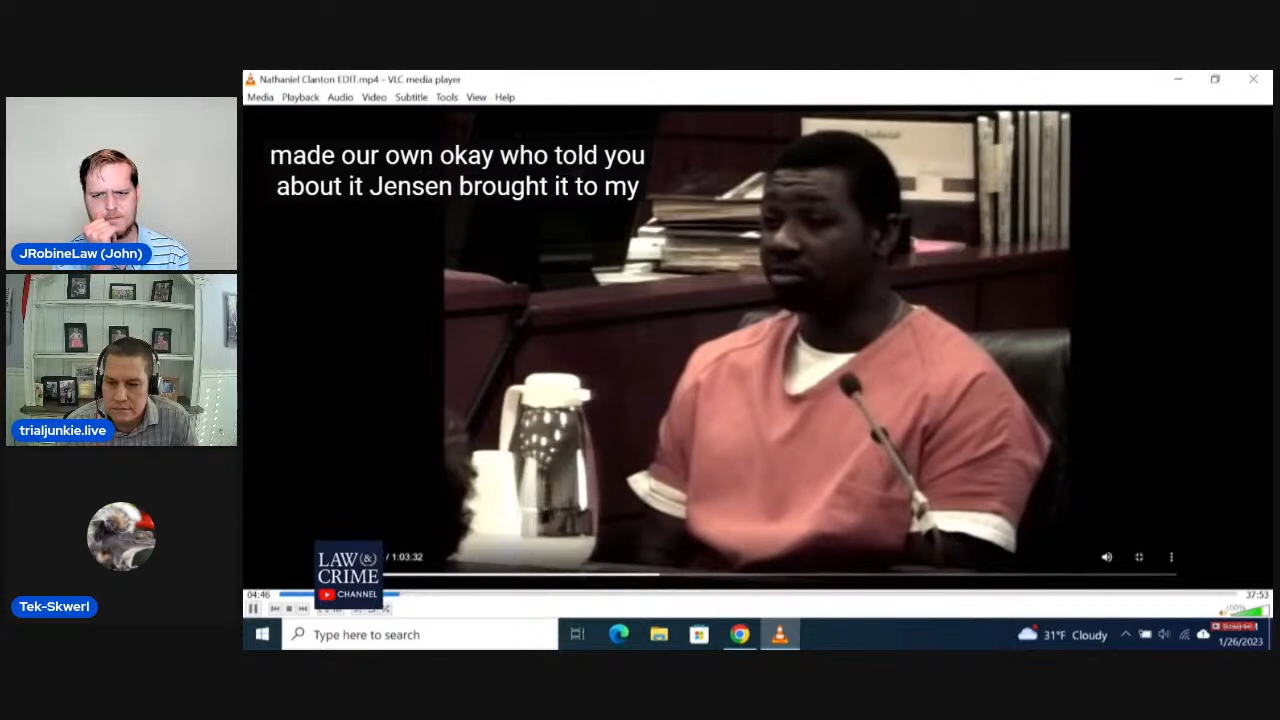 Nathaniel Clanton EDIT.mp4 - VLC media player
Media Playback Audio Video Subtitle Tools View Help
made our own okay who told you
about it Jensen brought it to my
JRobineLaw (John)
trialjunkie.live
Tek-Skwerl
/ 1:03:32
LAW&
CRIME
CHANNEL
04:46
37:53
100%
Type here to search
31°F Cloudy
1/26/2023